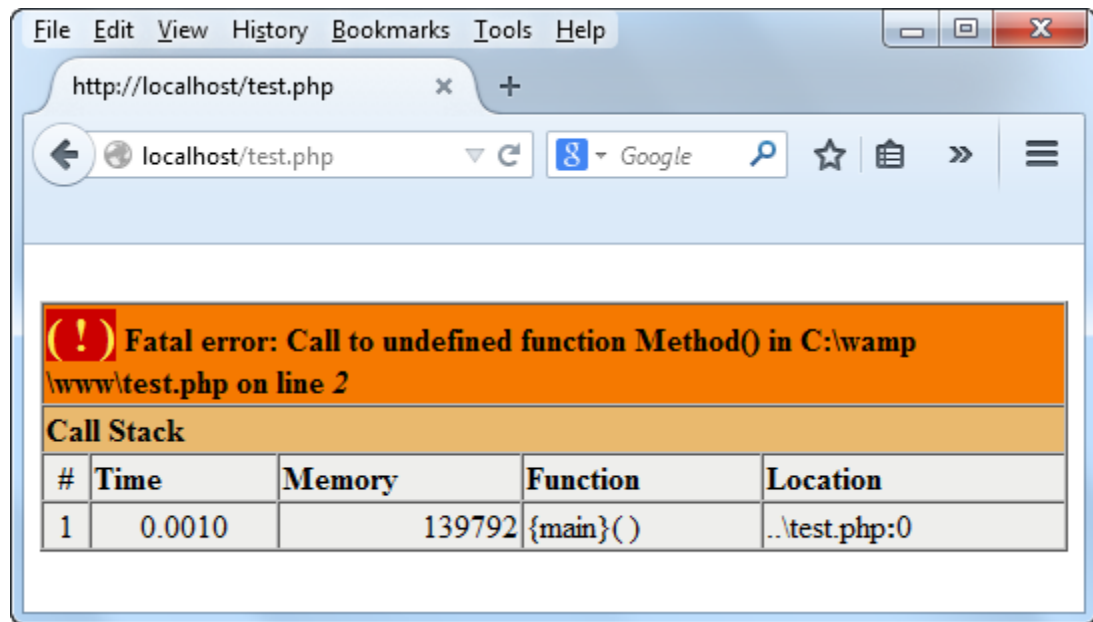 File Edit View History Bookmarks Tools Help
http://localhost/test.php
localhost/test.php Google
( ! ) Fatal error: Call to undefined function Method() in C:\wamp
\www\test.php on line 2
Call Stack
# Time Memory Function Location
1 0.0010 139792 {main}( ) ..\test.php:0